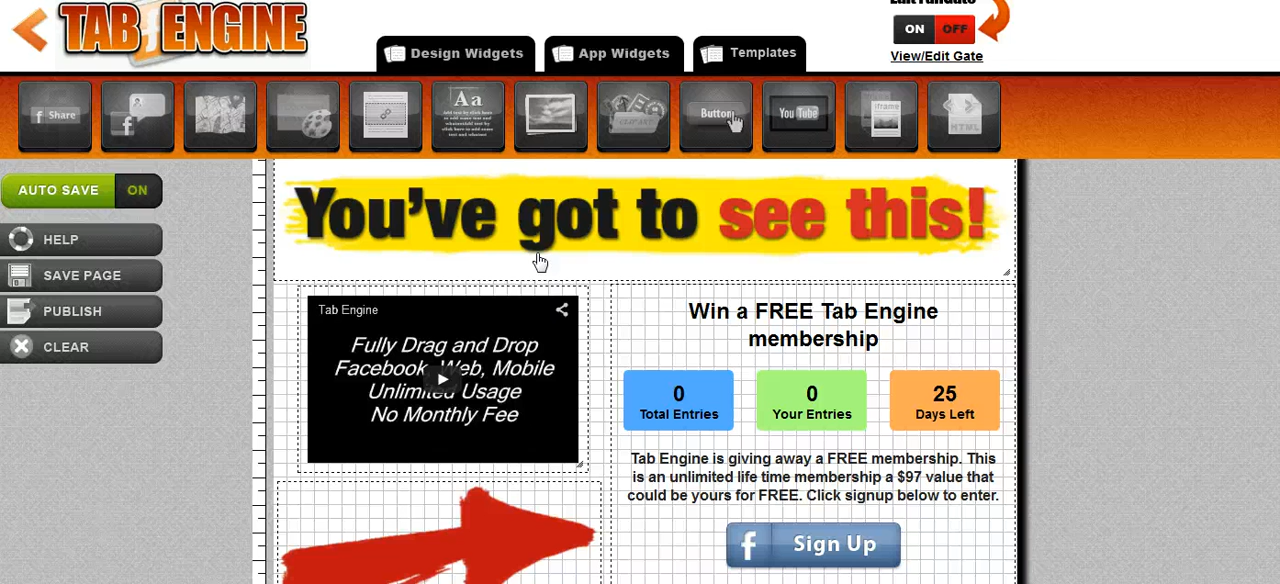 TAB ENGINE
ON OFF
View/Edit Gate
Design Widgets
App Widgets
Templates
f Share
f
Aa
Button
You Tube
iframe
HTML
AUTO SAVE ON
HELP
SAVE PAGE
PUBLISH
CLEAR
You've got to see this!
Tab Engine
Fully Drag and Drop
Facebook, Web, Mobile
Unlimited Usage
No Monthly Fee
Win a FREE Tab Engine
membership
0
Total Entries
0
Your Entries
25
Days Left
Tab Engine is giving away a FREE membership. This
is an unlimited life time membership a $97 value that
could be yours for FREE. Click signup below to enter.
f Sign Up